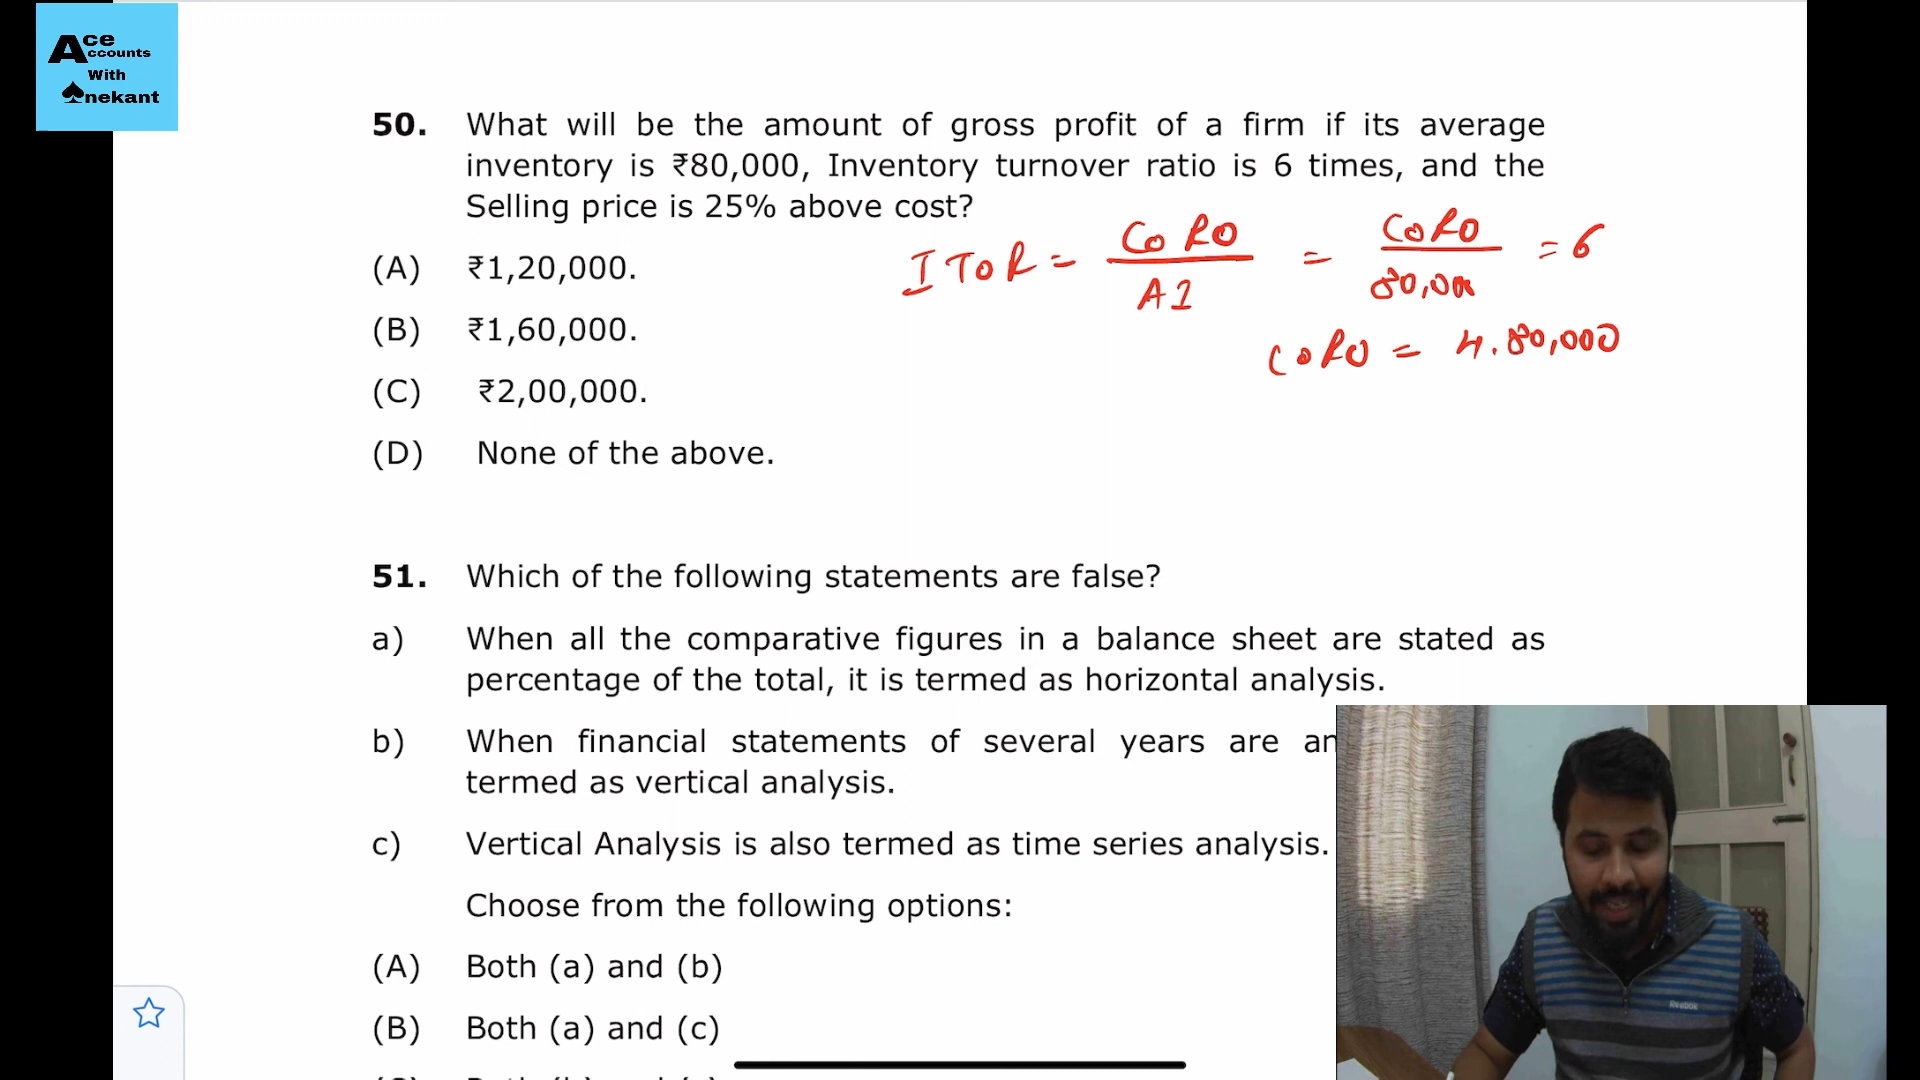 Ace
Accounts
With
Anekant
50. What will be the amount of gross profit of a firm if its average
inventory is ₹80,000, Inventory turnover ratio is 6 times, and the
Selling price is 25% above cost?
ITOR = CORO / AI = CORO / 80,000 = 6
CORO = 4.80,000
(A) ₹1,20,000.
(B) ₹1,60,000.
(C) ₹2,00,000.
(D) None of the above.
51. Which of the following statements are false?
a) When all the comparative figures in a balance sheet are stated as
percentage of the total, it is termed as horizontal analysis.
b) When financial statements of several years are an
termed as vertical analysis.
c) Vertical Analysis is also termed as time series analysis.
Choose from the following options:
(A) Both (a) and (b)
(B) Both (a) and (c)
Reebok